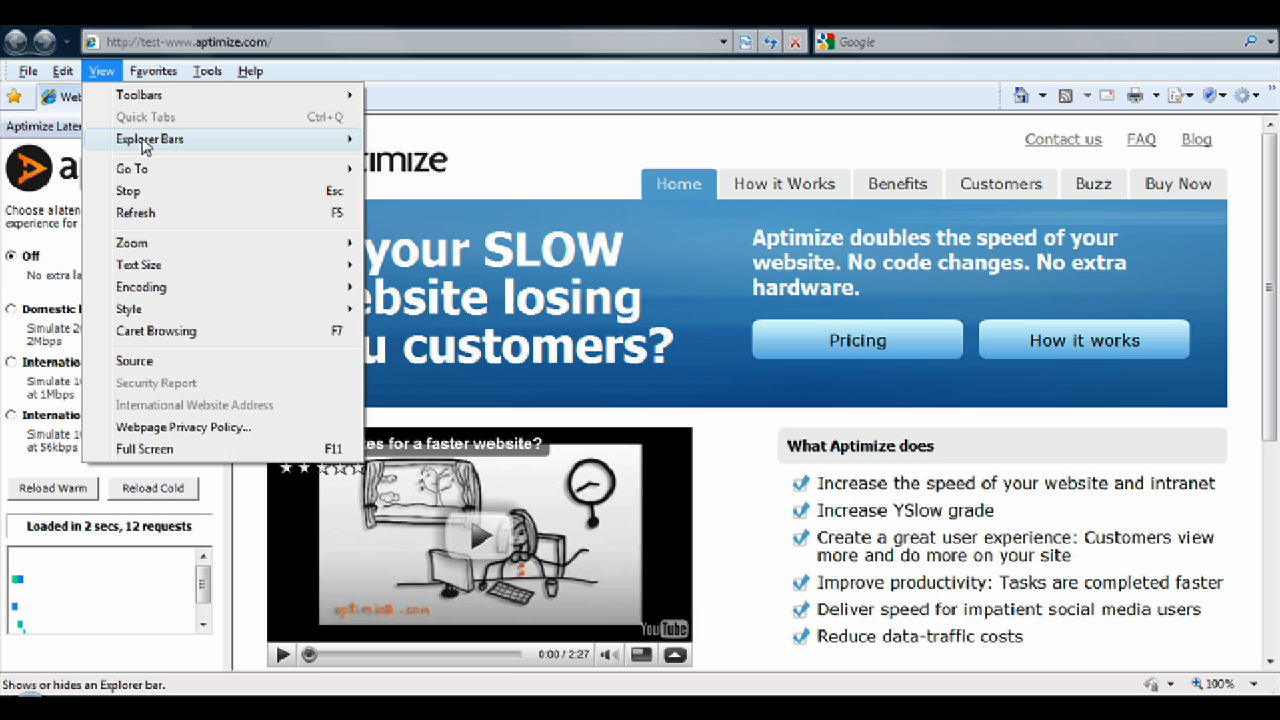 http://test-www.aptimize.com/
Google
File Edit View Favorites Tools Help
Web
Toolbars
Quick Tabs Ctrl+Q
Explorer Bars
Go To
Stop Esc
Refresh F5
Zoom
Text Size
Encoding
Style
Caret Browsing F7
Source
Security Report
International Website Address
Webpage Privacy Policy...
Full Screen F11
Aptimize Laten
a
Choose a laten
experience for
Off
No extra la
Domestic
Simulate 20
2Mbps
Internatio
Simulate 10
at 1Mbps
Internatio
Simulate 10
at 56kbps
Reload Warm Reload Cold
Loaded in 2 secs, 12 requests
timize
Contact us FAQ Blog
Home How it Works Benefits Customers Buzz Buy Now
your SLOW
ebsite losing
u customers?
Aptimize doubles the speed of your
website. No code changes. No extra
hardware.
Pricing How it works
es for a faster website?
aptimize.com
YouTube
0:00 / 2:27
What Aptimize does
Increase the speed of your website and intranet
Increase YSlow grade
Create a great user experience: Customers view
more and do more on your site
Improve productivity: Tasks are completed faster
Deliver speed for impatient social media users
Reduce data-traffic costs
Shows or hides an Explorer bar.
100%